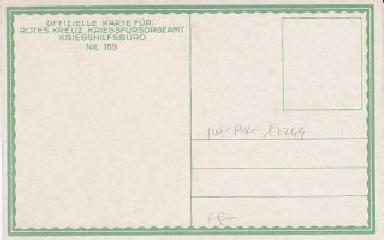 OFFIZIELLE KARTE FÜR:
ROTES KREUZ, KRIEGSFÜRSORGEAMT
KRIEGSHILFSBÜRO
Nr. 159